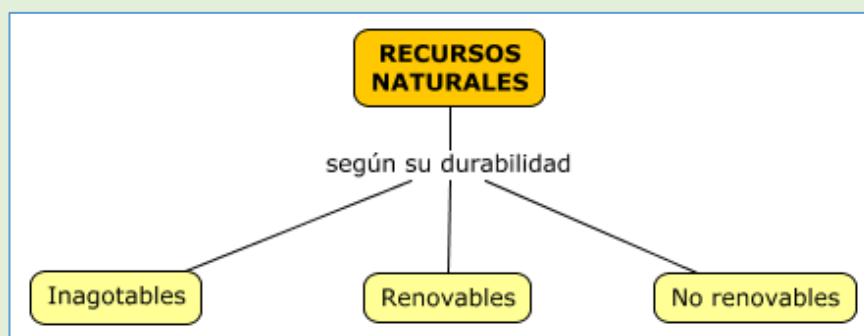 RECURSOS
NATURALES
según su durabilidad
Inagotables
Renovables
No renovables